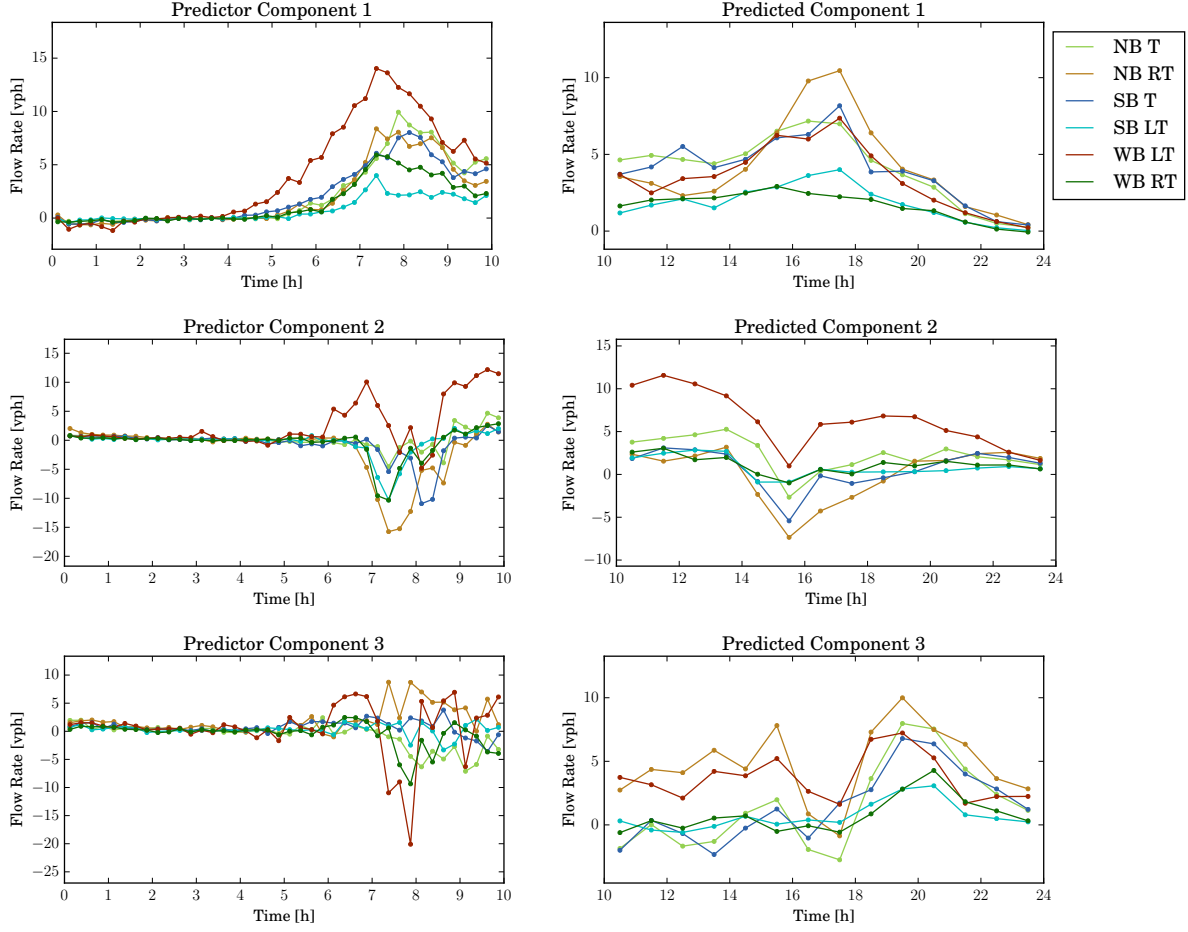 Predictor Component 1
Flow Rate [vph]
15
10
5
0
0 1 2 3 4 5 6 7 8 9 10
Time [h]
Predicted Component 1
Flow Rate [vph]
10
5
0
10 12 14 16 18 20 22 24
Time [h]
NB T
NB RT
SB T
SB LT
WB LT
WB RT
Predictor Component 2
Flow Rate [vph]
15
10
5
0
−5
−10
−15
−20
0 1 2 3 4 5 6 7 8 9 10
Time [h]
Predicted Component 2
Flow Rate [vph]
15
10
5
0
−5
−10
10 12 14 16 18 20 22 24
Time [h]
Predictor Component 3
Flow Rate [vph]
10
5
0
−5
−10
−15
−20
−25
0 1 2 3 4 5 6 7 8 9 10
Time [h]
Predicted Component 3
Flow Rate [vph]
10
5
0
10 12 14 16 18 20 22 24
Time [h]